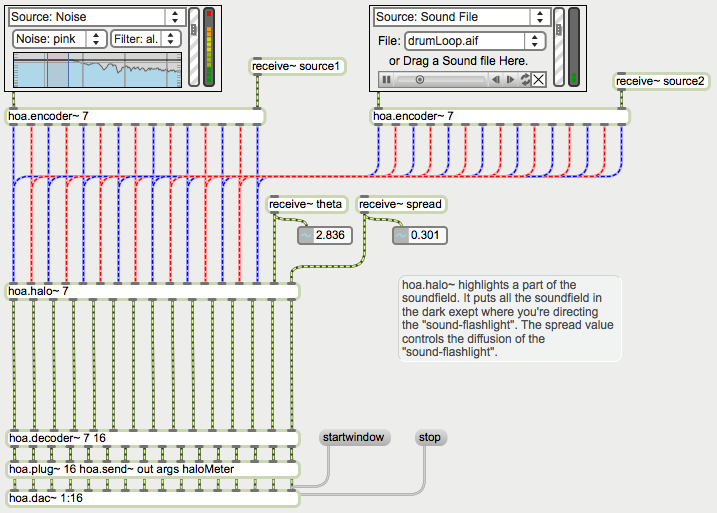 Source: Noise
Noise: pink
Filter: al.
receive~ source1
Source: Sound File
File: drumLoop.aif
or Drag a Sound file Here.
receive~ source2
hoa.encoder~ 7
hoa.encoder~ 7
receive~ theta
receive~ spread
2.836
0.301
hoa.halo~ 7
hoa.halo~ highlights a part of the
soundfield. It puts all the soundfield in
the dark exept where you're directing
the "sound-flashlight". The spread value
controls the diffusion of the
"sound-flashlight".
hoa.decoder~ 7 16
startwindow
stop
hoa.plug~ 16 hoa.send~ out args haloMeter
hoa.dac~ 1:16